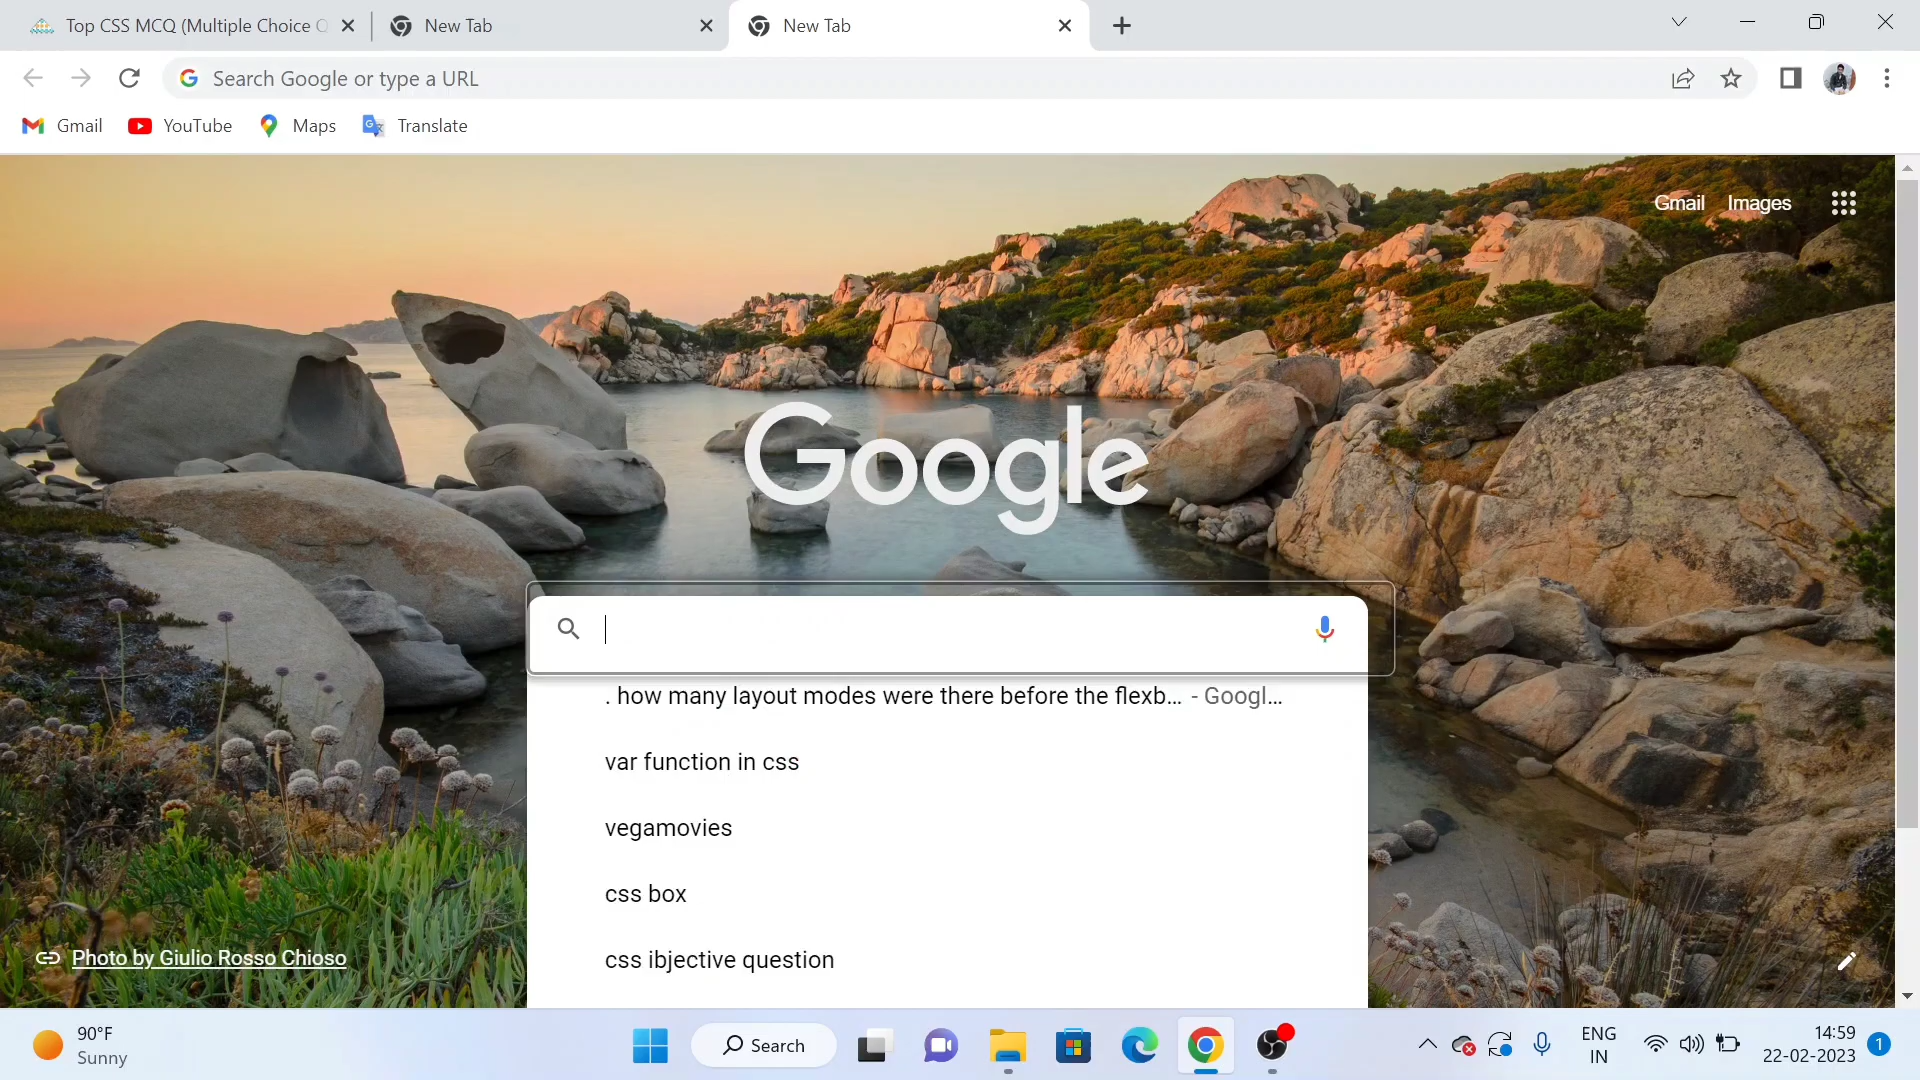 Top CSS MCQ (Multiple Choice Q
New Tab
New Tab
Search Google or type a URL
Gmail
YouTube
Maps
Translate
Gmail
Images
Google
. how many layout modes were there before the flexb... - Googl...
var function in css
vegamovies
css box
css ibjective question
Photo by Giulio Rosso Chioso
90°F
Sunny
Search
ENG
IN
14:59
22-02-2023
1